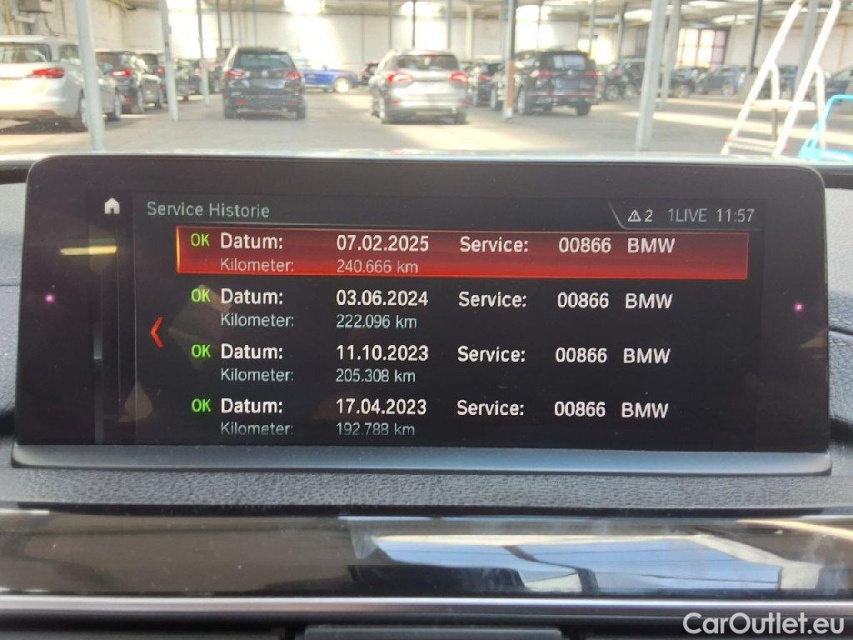 Service Historie
⚠ 2 1LIVE 11:57
OK Datum: 07.02.2025 Service: 00866 BMW
Kilometer: 240.666 km
OK Datum: 03.06.2024 Service: 00866 BMW
Kilometer: 222.096 km
OK Datum: 11.10.2023 Service: 00866 BMW
Kilometer: 205.308 km
OK Datum: 17.04.2023 Service: 00866 BMW
Kilometer: 192.788 km
CarOutlet.eu